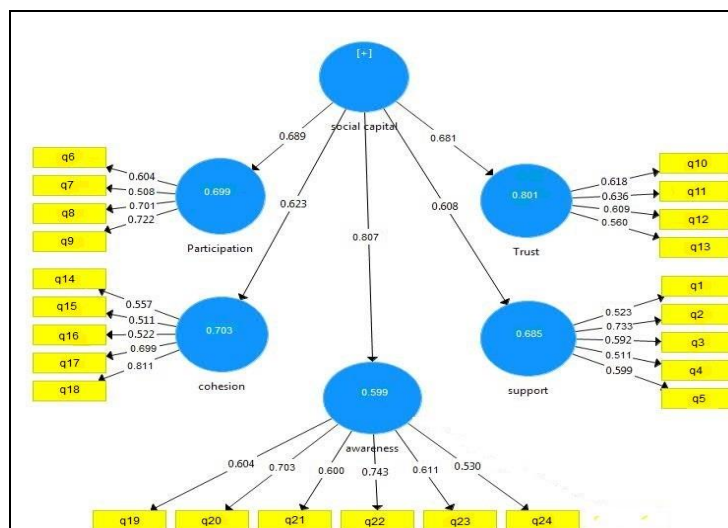 [+]
social capital
0.689
0.681
0.623
0.608
0.807
q6
q7
q8
q9
0.604
0.508
0.701
0.722
0.699
Participation
q10
q11
q12
q13
0.618
0.636
0.609
0.560
0.801
Trust
q14
q15
q16
q17
q18
0.557
0.511
0.522
0.699
0.811
0.703
cohesion
q1
q2
q3
q4
q5
0.523
0.733
0.592
0.511
0.599
0.685
support
0.599
awareness
0.604
0.703
0.600
0.743
0.611
0.530
q19
q20
q21
q22
q23
q24